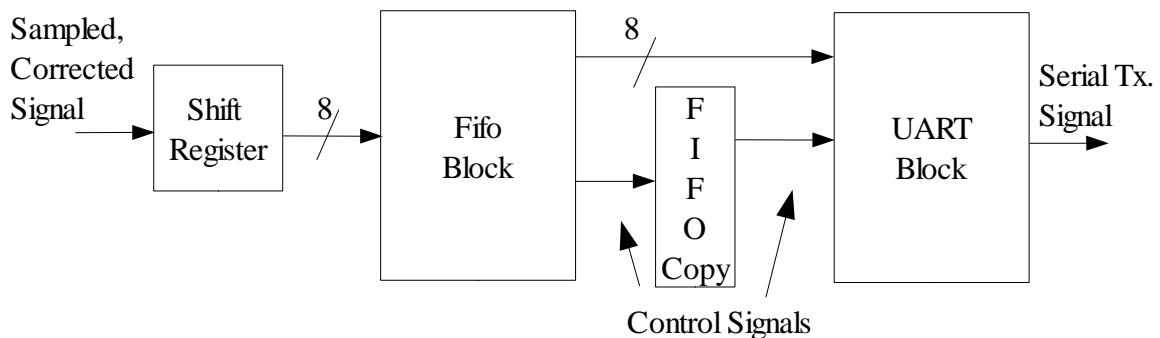 Sampled,
Corrected
Signal
Shift
Register
8
Fifo
Block
8
F
I
F
O
Copy
Control Signals
UART
Block
Serial Tx.
Signal